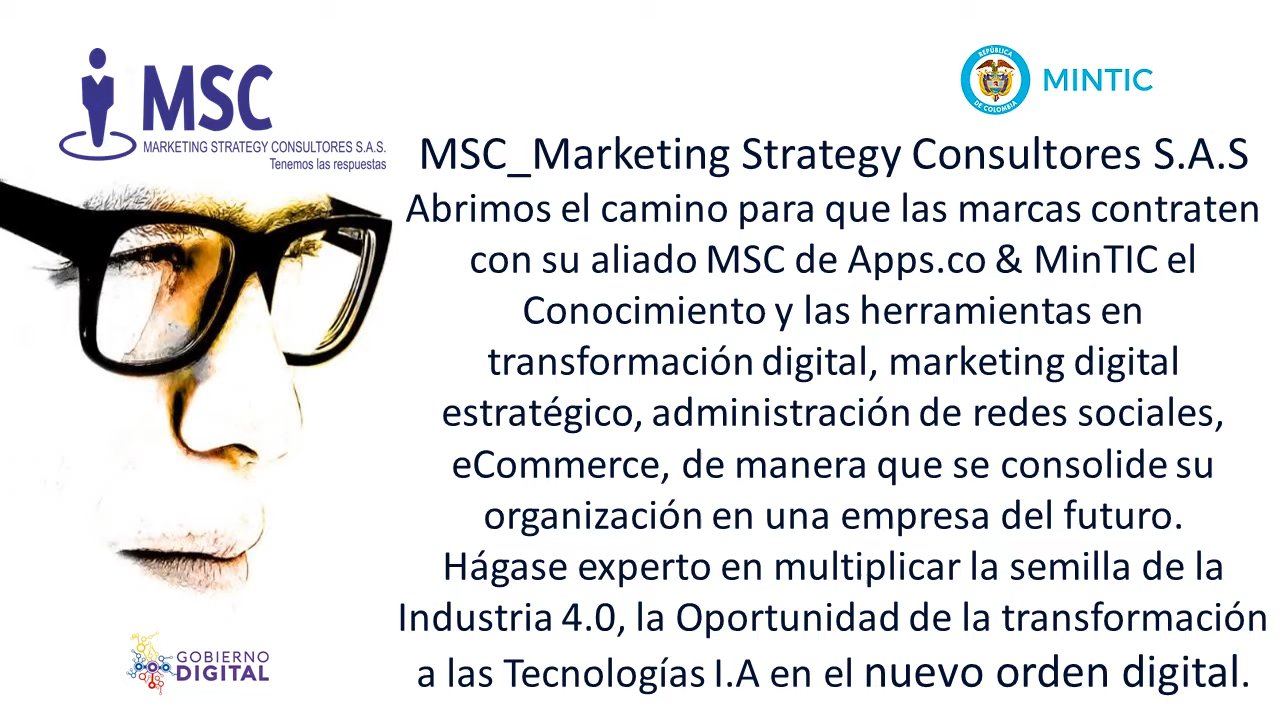 MSC
MARKETING STRATEGY CONSULTORES S.A.S.
Tenemos las respuestas
REPÚBLICA
DE COLOMBIA
MINTIC
MSC_Marketing Strategy Consultores S.A.S
Abrimos el camino para que las marcas contraten
con su aliado MSC de Apps.co & MinTIC el
Conocimiento y las herramientas en
transformación digital, marketing digital
estratégico, administración de redes sociales,
eCommerce, de manera que se consolide su
organización en una empresa del futuro.
Hágase experto en multiplicar la semilla de la
Industria 4.0, la Oportunidad de la transformación
a las Tecnologías I.A en el nuevo orden digital.
GOBIERNO
DIGITAL